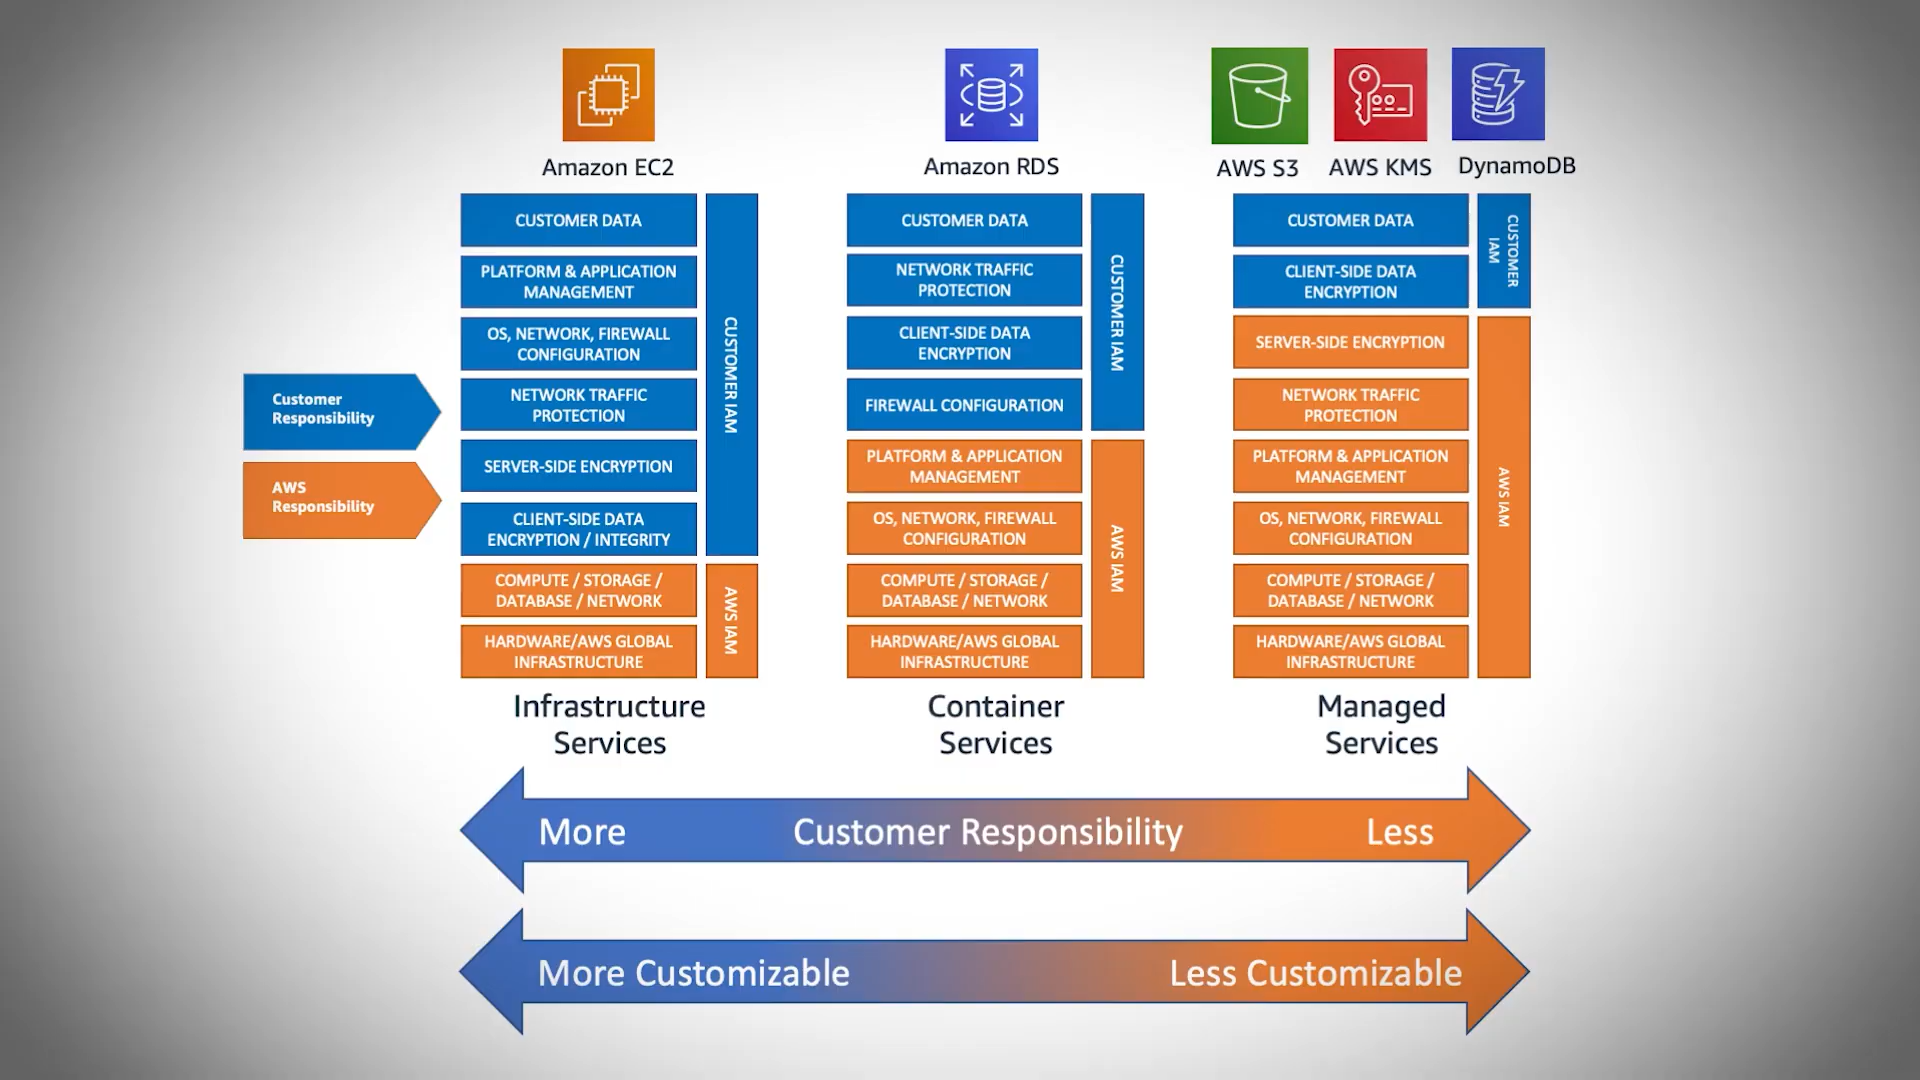 Amazon EC2
Amazon RDS
AWS S3
AWS KMS
DynamoDB
Customer
Responsibility
AWS
Responsibility
CUSTOMER DATA
PLATFORM & APPLICATION
MANAGEMENT
OS, NETWORK, FIREWALL
CONFIGURATION
NETWORK TRAFFIC
PROTECTION
SERVER-SIDE ENCRYPTION
CLIENT-SIDE DATA
ENCRYPTION / INTEGRITY
COMPUTE / STORAGE /
DATABASE / NETWORK
HARDWARE/AWS GLOBAL
INFRASTRUCTURE
CUSTOMER IAM
AWS IAM
Infrastructure
Services
CUSTOMER DATA
NETWORK TRAFFIC
PROTECTION
CLIENT-SIDE DATA
ENCRYPTION
FIREWALL CONFIGURATION
PLATFORM & APPLICATION
MANAGEMENT
OS, NETWORK, FIREWALL
CONFIGURATION
COMPUTE / STORAGE /
DATABASE / NETWORK
HARDWARE/AWS GLOBAL
INFRASTRUCTURE
CUSTOMER IAM
AWS IAM
Container
Services
CUSTOMER DATA
CLIENT-SIDE DATA
ENCRYPTION
SERVER-SIDE ENCRYPTION
NETWORK TRAFFIC
PROTECTION
PLATFORM & APPLICATION
MANAGEMENT
OS, NETWORK, FIREWALL
CONFIGURATION
COMPUTE / STORAGE /
DATABASE / NETWORK
HARDWARE/AWS GLOBAL
INFRASTRUCTURE
CUSTOMER
IAM
AWS IAM
Managed
Services
More Customer Responsibility Less
More Customizable Less Customizable